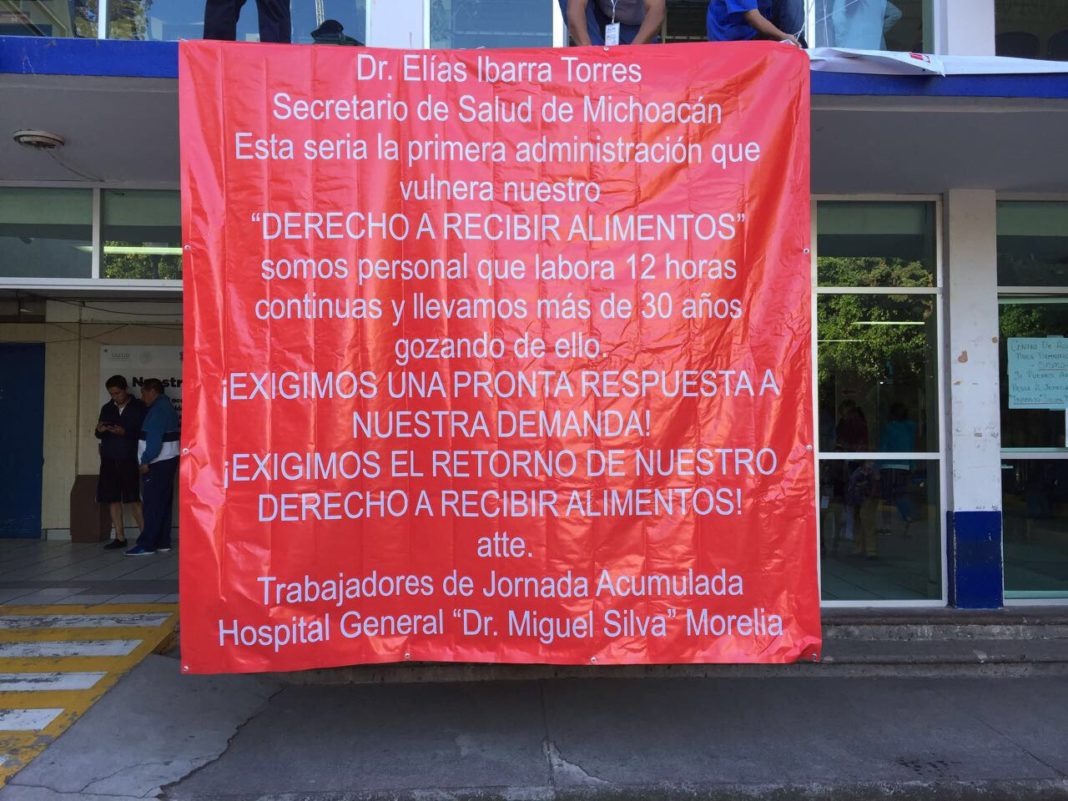 Dr. Elías Ibarra Torres
Secretario de Salud de Michoacán
Esta seria la primera administración que
vulnera nuestro
“DERECHO A RECIBIR ALIMENTOS”
somos personal que labora 12 horas
continuas y llevamos más de 30 años
gozando de ello.
¡EXIGIMOS UNA PRONTA RESPUESTA A
NUESTRA DEMANDA!
¡EXIGIMOS EL RETORNO DE NUESTRO
DERECHO A RECIBIR ALIMENTOS!
atte.
Trabajadores de Jornada Acumulada
Hospital General “Dr. Miguel Silva” Morelia
SALUD